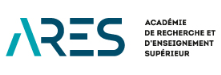 ARES
ACADÉMIE
DE RECHERCHE ET
D'ENSEIGNEMENT
SUPÉRIEUR